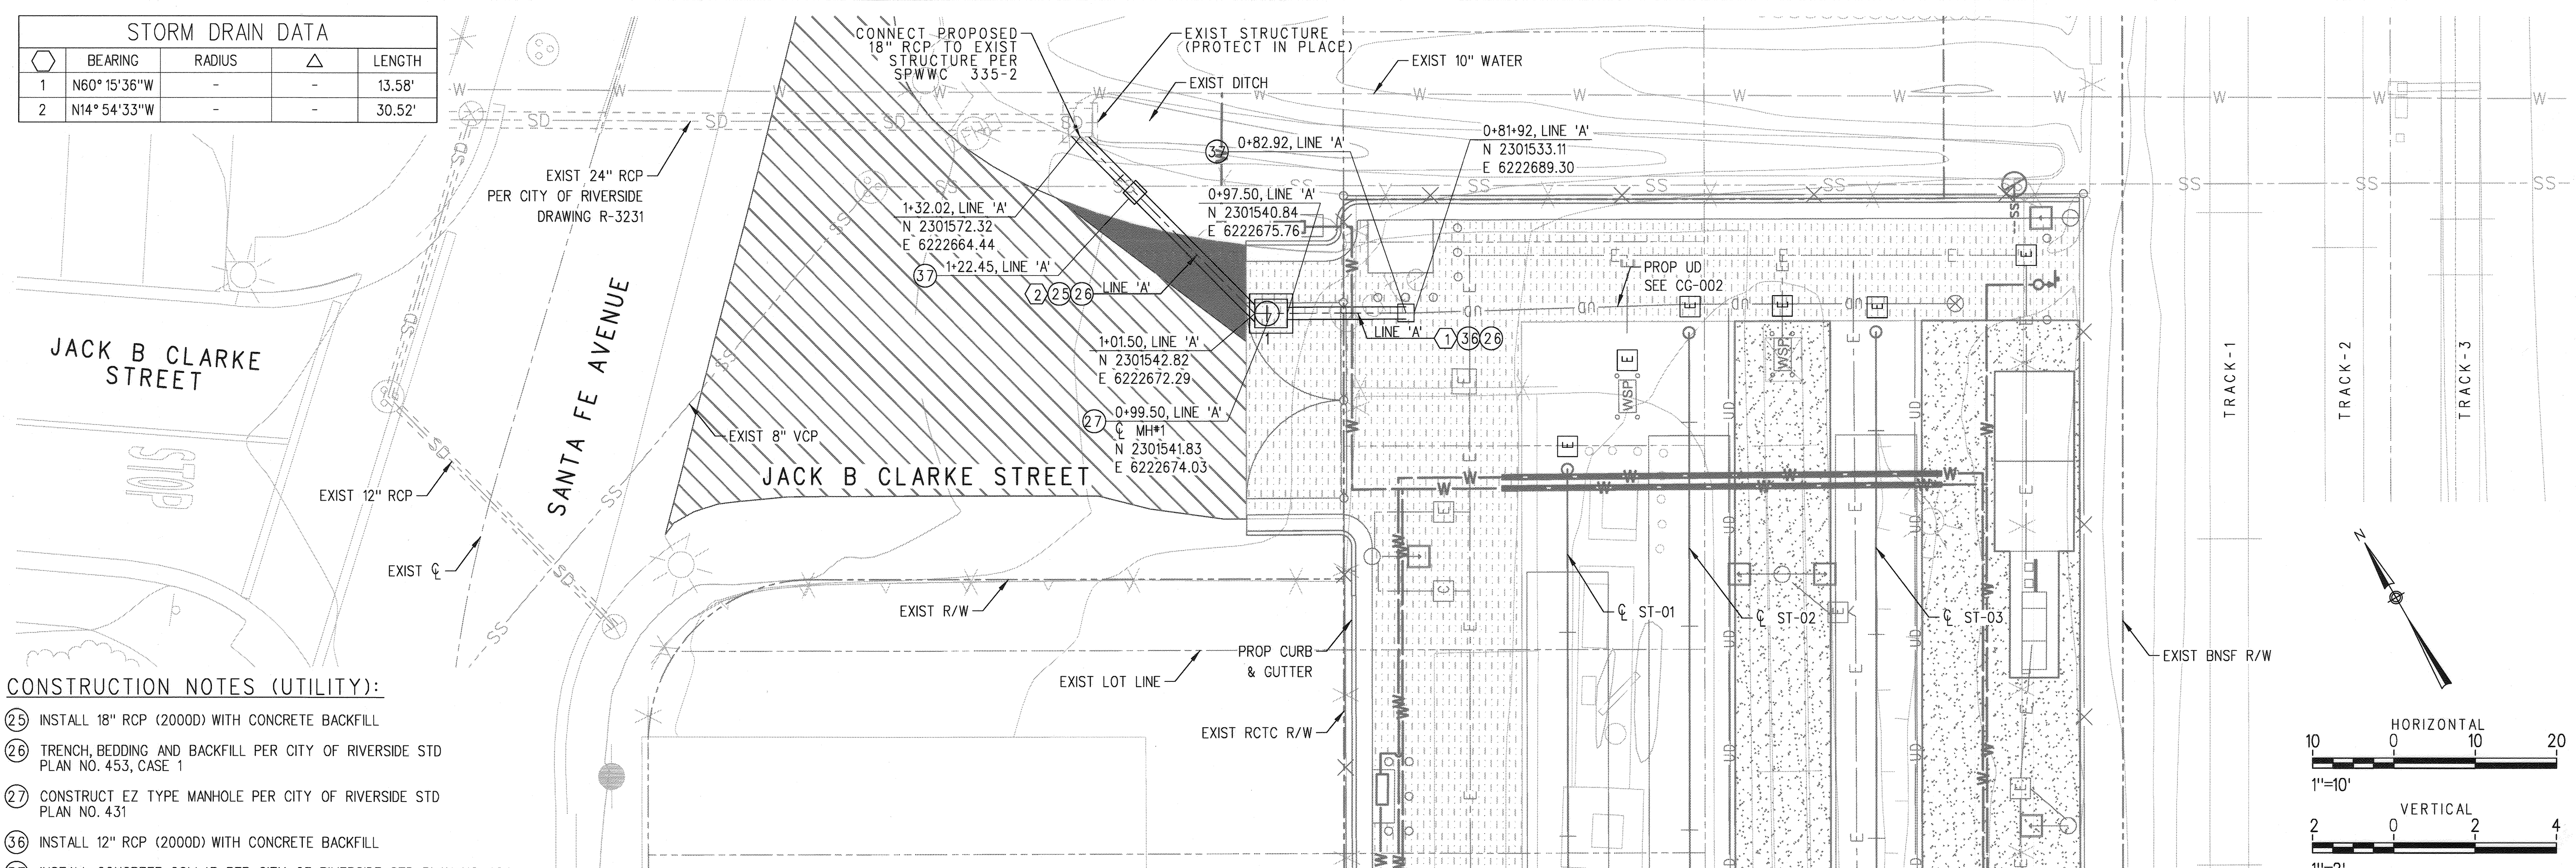 STORM DRAIN DATA
BEARING RADIUS △ LENGTH
1 N60° 15'36"W - - 13.58'
2 N14° 54'33"W - - 30.52'
CONNECT PROPOSED
18" RCP TO EXIST
STRUCTURE PER
SPWWC 335-2
EXIST STRUCTURE
(PROTECT IN PLACE)
EXIST DITCH
EXIST 10" WATER
EXIST 24" RCP
PER CITY OF RIVERSIDE
DRAWING R-3231
37 0+82.92, LINE 'A'
0+81+92, LINE 'A'
N 2301533.11
E 6222689.30
0+97.50, LINE 'A'
N 2301540.84
E 6222675.76
1+32.02, LINE 'A'
N 2301572.32
E 6222664.44
37 1+22.45, LINE 'A'
2 25 26 LINE 'A'
PROP UD
SEE CG-002
LINE 'A'
1 36 26
1+01.50, LINE 'A'
N 2301542.82
E 6222672.29
27 0+99.50, LINE 'A'
℄ MH#1
N 2301541.83
E 6222674.03
1
JACK B CLARKE
STREET
SANTA FE AVENUE
STOP
EXIST 8" VCP
JACK B CLARKE STREET
EXIST 12" RCP
EXIST ℄
EXIST R/W
EXIST LOT LINE
PROP CURB
& GUTTER
EXIST RCTC R/W
℄ ST-01
℄ ST-02
℄ ST-03
WSP
WSP
TRACK-1
TRACK-2
TRACK-3
EXIST BNSF R/W
N
HORIZONTAL
10 0 10 20
1"=10'
VERTICAL
2 0 2 4
1"=2'
CONSTRUCTION NOTES (UTILITY):
25 INSTALL 18" RCP (2000D) WITH CONCRETE BACKFILL
26 TRENCH, BEDDING AND BACKFILL PER CITY OF RIVERSIDE STD
PLAN NO. 453, CASE 1
27 CONSTRUCT EZ TYPE MANHOLE PER CITY OF RIVERSIDE STD
PLAN NO. 431
36 INSTALL 12" RCP (2000D) WITH CONCRETE BACKFILL